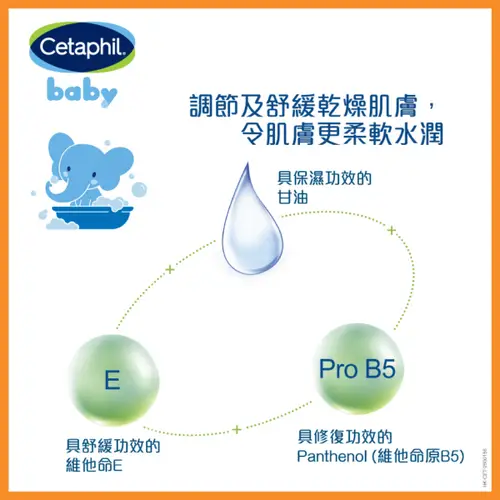 Cetaphil®
baby
調節及舒緩乾燥肌膚，
令肌膚更柔軟水潤
具保濕功效的
甘油
E
Pro B5
具舒緩功效的
維他命E
具修復功效的
Panthenol (維他命原B5)